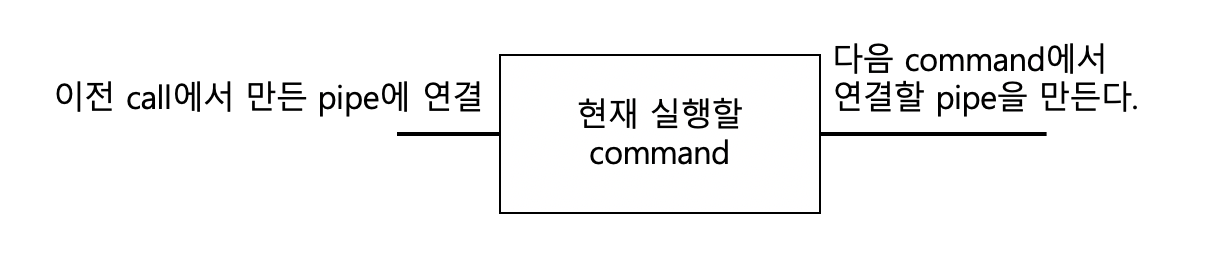 이전 call에서 만든 pipe에 연결
현재 실행할
command
다음 command에서
연결할 pipe을 만든다.